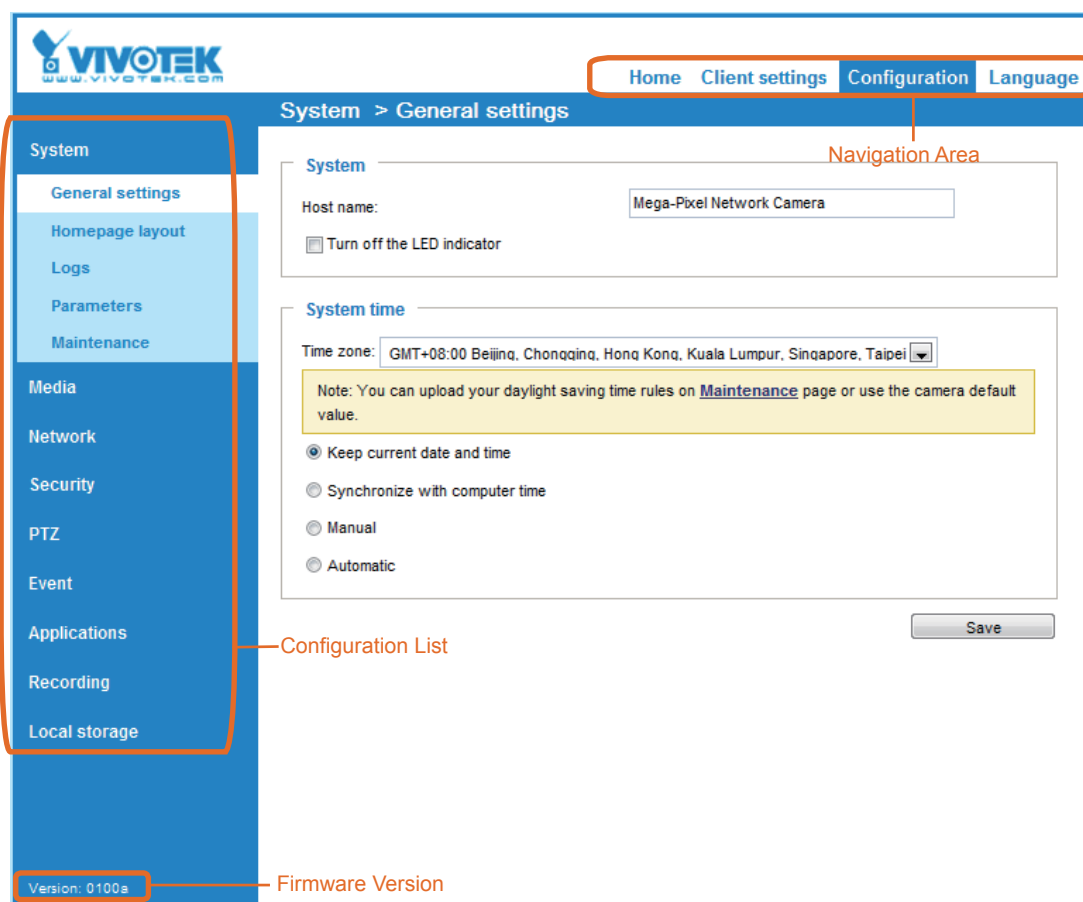 VIVOTEK
WWW.VIVOTEK.COM
Home Client settings Configuration Language
System > General settings
Navigation Area
System
General settings
Homepage layout
Logs
Parameters
Maintenance
Media
Network
Security
PTZ
Event
Applications
Recording
Local storage
Configuration List
Version: 0100a
Firmware Version
System
Host name: Mega-Pixel Network Camera
Turn off the LED indicator
System time
Time zone: GMT+08:00 Beijing, Chongqing, Hong Kong, Kuala Lumpur, Singapore, Taipei
Note: You can upload your daylight saving time rules on Maintenance page or use the camera default
value.
Keep current date and time
Synchronize with computer time
Manual
Automatic
Save